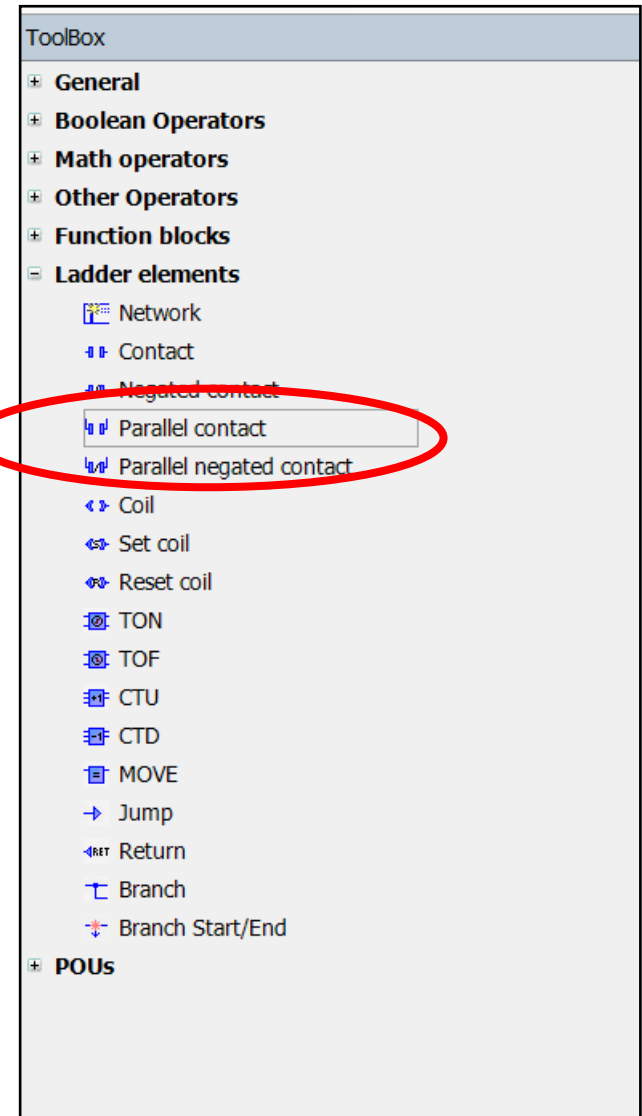 ToolBox
General
Boolean Operators
Math operators
Other Operators
Function blocks
Ladder elements
Network
Contact
Negated contact
Parallel contact
Parallel negated contact
Coil
Set coil
Reset coil
TON
TOF
CTU
CTD
MOVE
Jump
RET Return
Branch
Branch Start/End
POUs